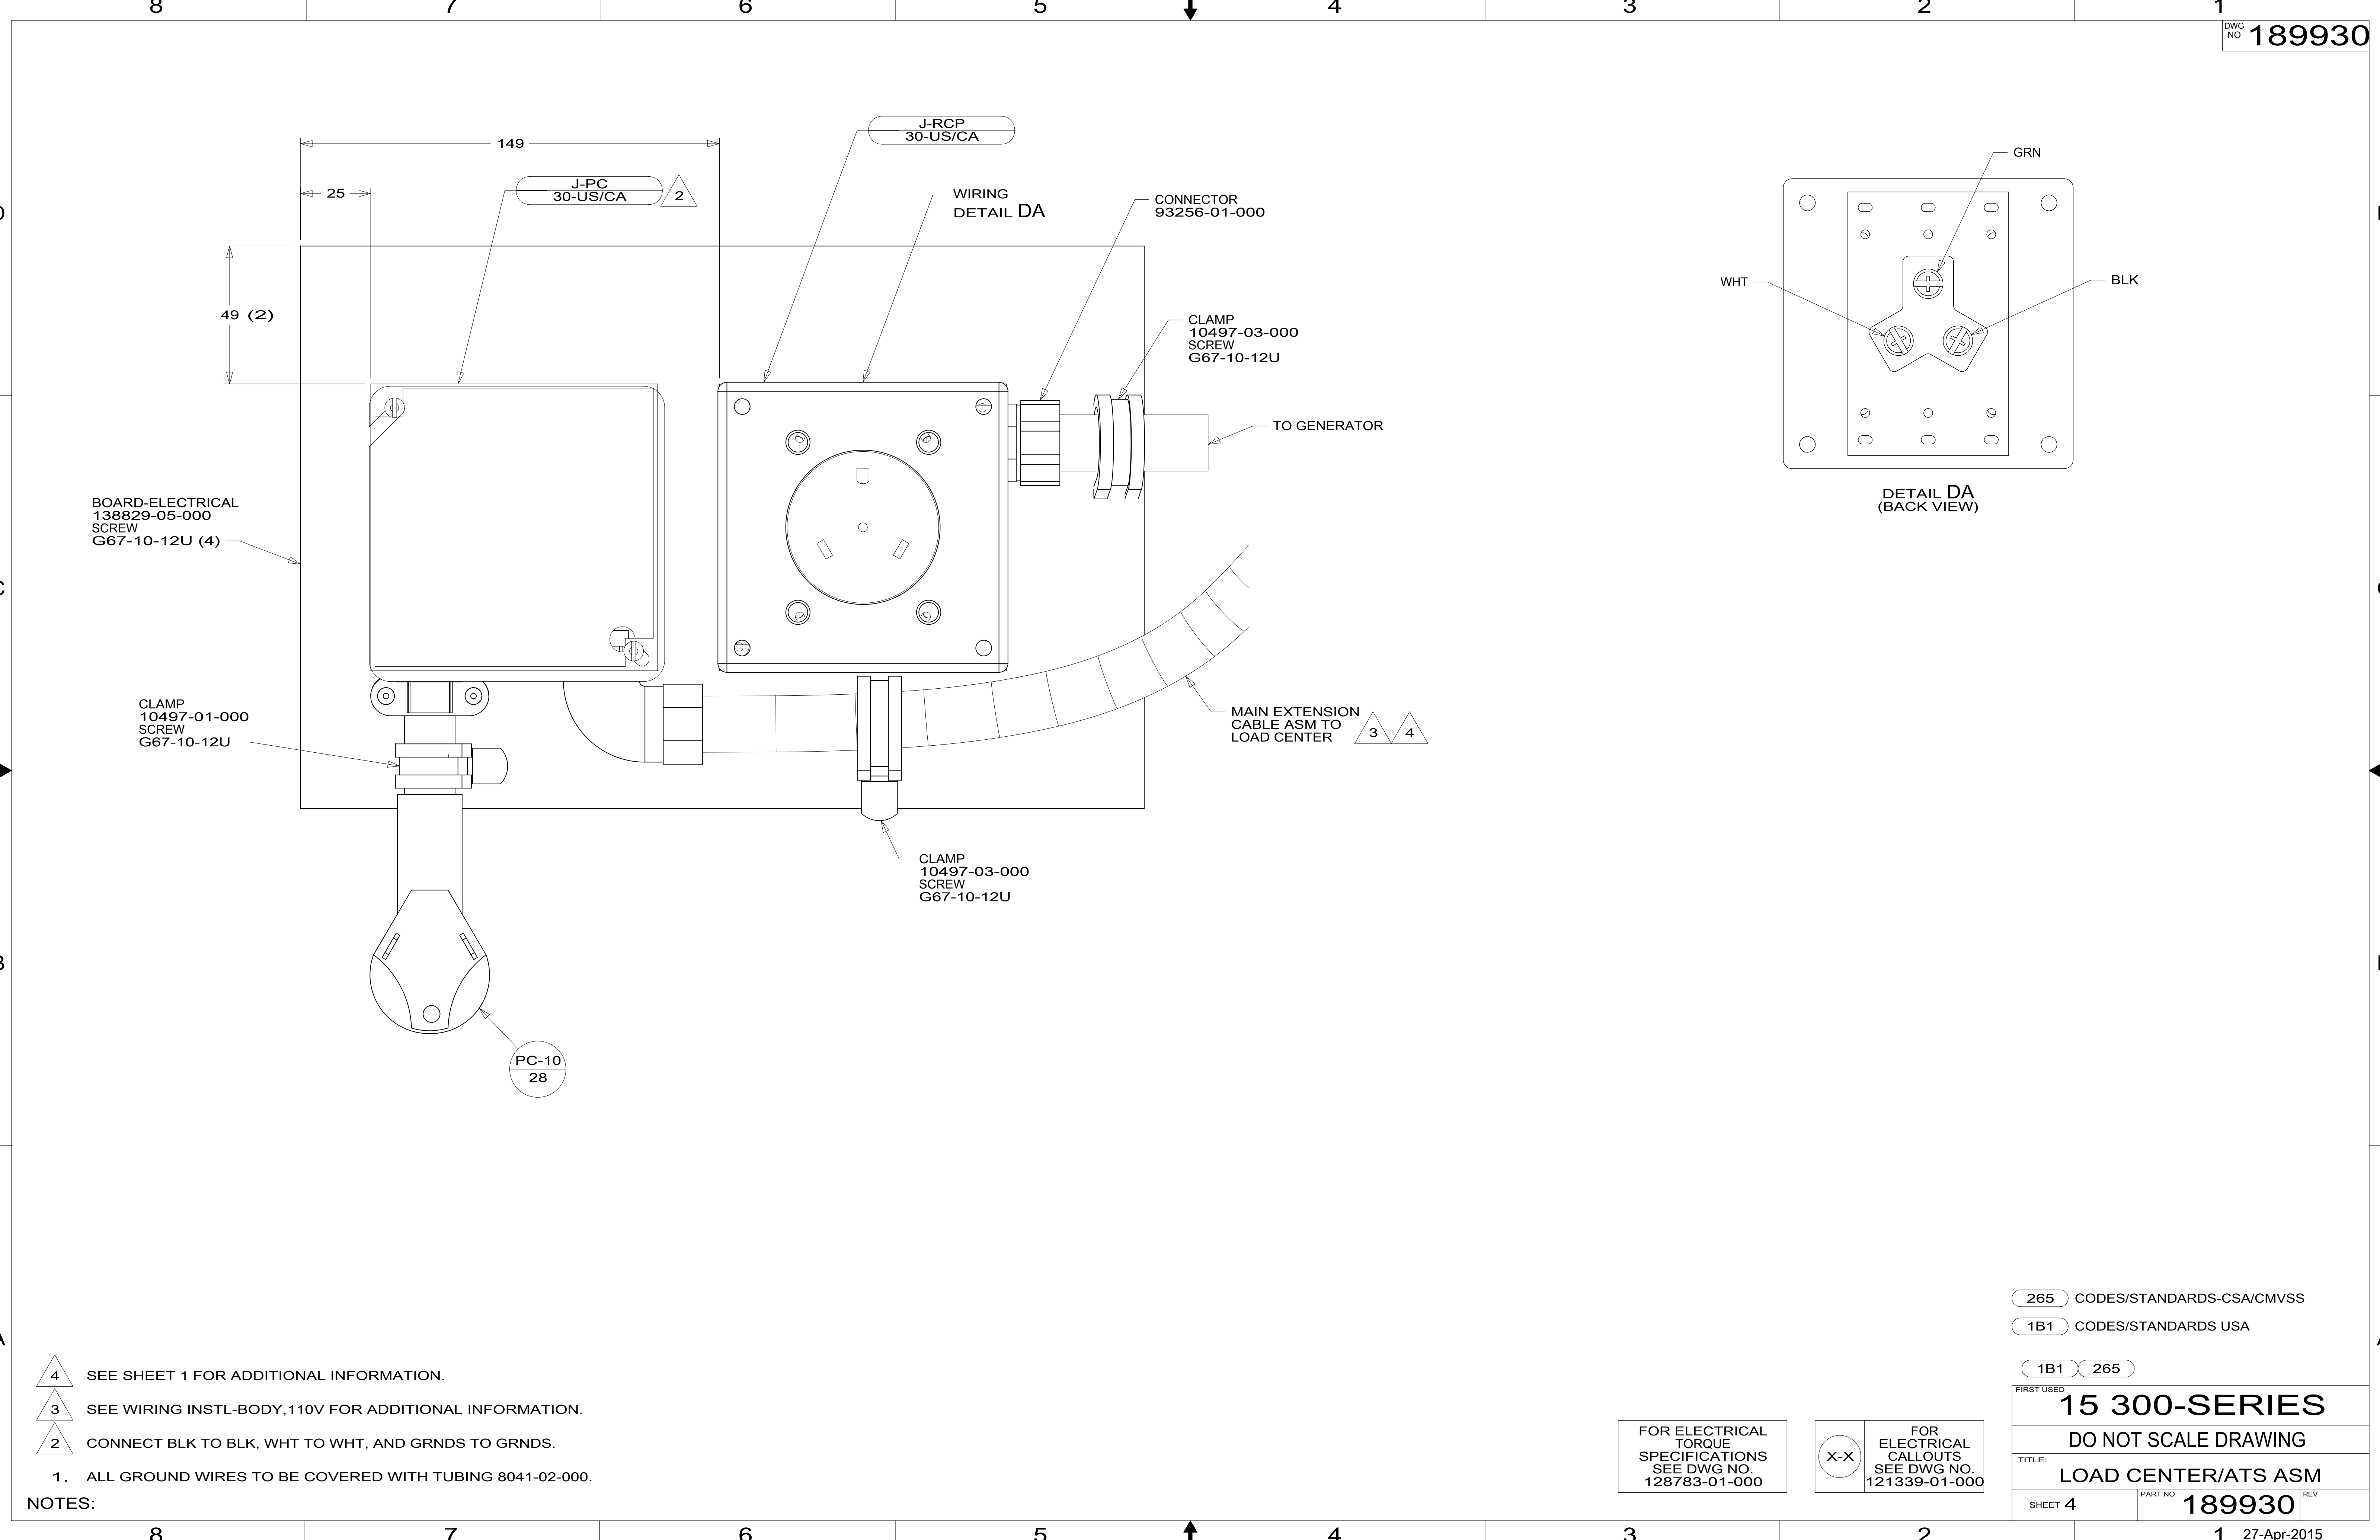 8 7 6 5 4 3 2 1
DWG
NO 189930
149
25
49 (2)
J-PC
30-US/CA
2
J-RCP
30-US/CA
WIRING
DETAIL DA
CONNECTOR
93256-01-000
CLAMP
10497-03-000
SCREW
G67-10-12U
TO GENERATOR
GRN
WHT
BLK
DETAIL DA
(BACK VIEW)
BOARD-ELECTRICAL
138829-05-000
SCREW
G67-10-12U (4)
CLAMP
10497-01-000
SCREW
G67-10-12U
MAIN EXTENSION
CABLE ASM TO
LOAD CENTER
3 4
CLAMP
10497-03-000
SCREW
G67-10-12U
PC-10
28
265 CODES/STANDARDS-CSA/CMVSS
1B1 CODES/STANDARDS USA
1B1 265
4 SEE SHEET 1 FOR ADDITIONAL INFORMATION.
3 SEE WIRING INSTL-BODY,110V FOR ADDITIONAL INFORMATION.
2 CONNECT BLK TO BLK, WHT TO WHT, AND GRNDS TO GRNDS.
1. ALL GROUND WIRES TO BE COVERED WITH TUBING 8041-02-000.
NOTES:
FOR ELECTRICAL
TORQUE
SPECIFICATIONS
SEE DWG NO.
128783-01-000
X-X
FOR
ELECTRICAL
CALLOUTS
SEE DWG NO.
121339-01-000
FIRST USED
15 300-SERIES
DO NOT SCALE DRAWING
TITLE:
LOAD CENTER/ATS ASM
SHEET 4
PART NO 189930
REV
8 7 6 5 4 3 2 1
27-Apr-2015